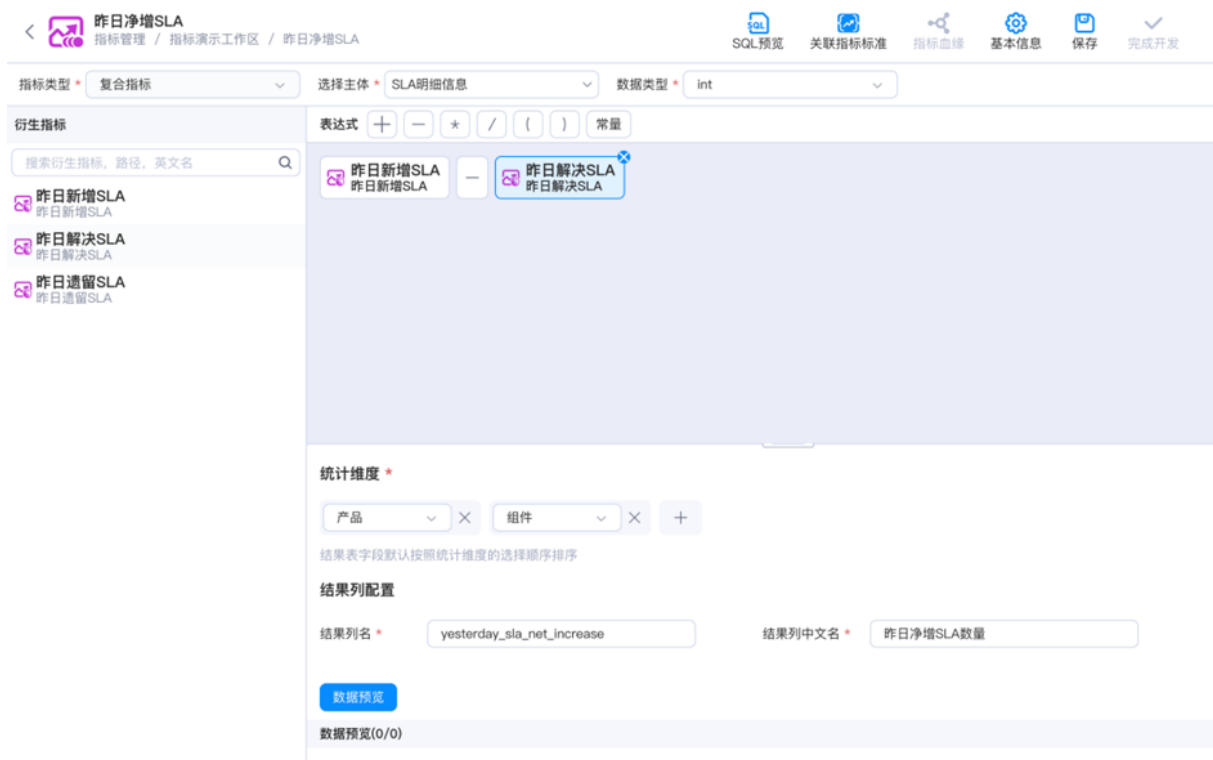 昨日净增SLA
指标管理 / 指标演示工作区 / 昨日净增SLA
SQL
SQL预览 关联指标标准 指标血缘 基本信息 保存 完成开发
指标类型 * 复合指标 选择主体 * SLA明细信息 数据类型 * int
衍生指标
搜索衍生指标，路径，英文名
昨日新增SLA
昨日新增SLA
昨日解决SLA
昨日解决SLA
昨日遗留SLA
昨日遗留SLA
表达式 + — * / ( ) 常量
昨日新增SLA — 昨日解决SLA
昨日新增SLA 昨日解决SLA
统计维度 *
产品 × 组件 × +
结果表字段默认按照统计维度的选择顺序排序
结果列配置
结果列名 * yesterday_sla_net_increase 结果列中文名 * 昨日净增SLA数量
数据预览
数据预览(0/0)